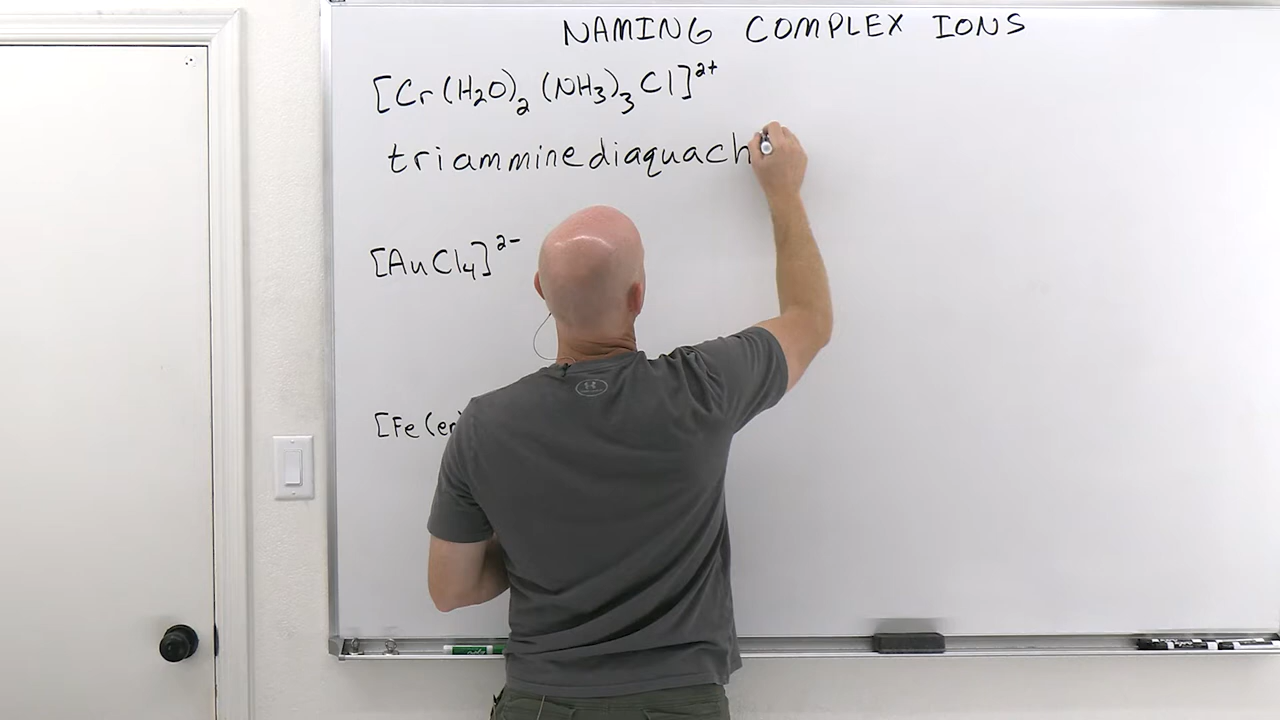 NAMING COMPLEX IONS
[Cr(H2O)2(NH3)3Cl]2+
triamminediaquach
[AuCl4]2-
[Fe(en)